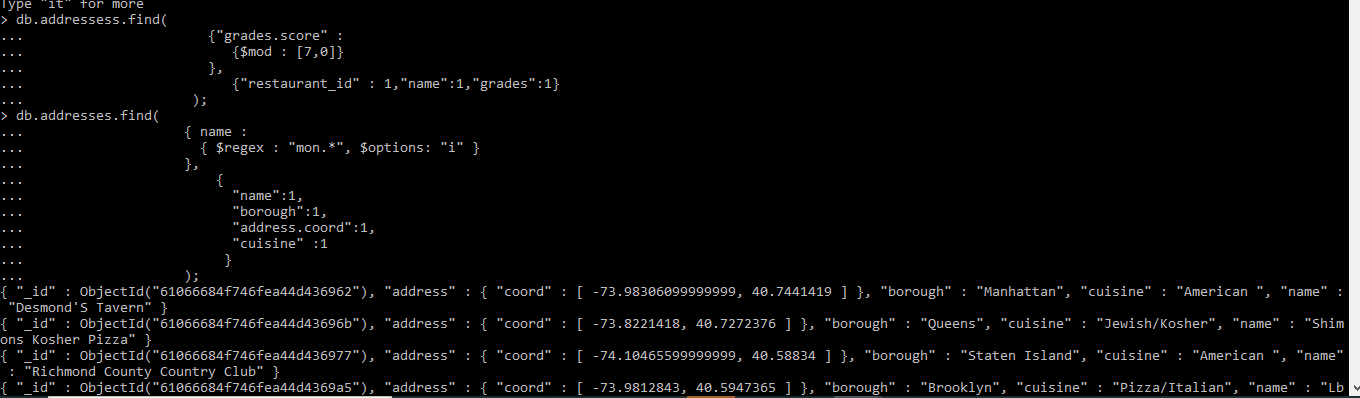 Type "it" for more
> db.addressess.find(
... {"grades.score" :
... {$mod : [7,0]}
... },
... {"restaurant_id" : 1,"name":1,"grades":1}
... );
> db.addresses.find(
... { name :
... { $regex : "mon.*", $options: "i" }
... },
... {
... "name":1,
... "borough":1,
... "address.coord":1,
... "cuisine" :1
... }
... );
{ "_id" : ObjectId("61066684f746fea44d436962"), "address" : { "coord" : [ -73.98306099999999, 40.7441419 ] }, "borough" : "Manhattan", "cuisine" : "American ", "name" :
"Desmond'S Tavern" }
{ "_id" : ObjectId("61066684f746fea44d43696b"), "address" : { "coord" : [ -73.8221418, 40.7272376 ] }, "borough" : "Queens", "cuisine" : "Jewish/Kosher", "name" : "Shim
ons Kosher Pizza" }
{ "_id" : ObjectId("61066684f746fea44d436977"), "address" : { "coord" : [ -74.10465599999999, 40.58834 ] }, "borough" : "Staten Island", "cuisine" : "American ", "name"
: "Richmond County Country Club" }
{ "_id" : ObjectId("61066684f746fea44d4369a5"), "address" : { "coord" : [ -73.9812843, 40.5947365 ] }, "borough" : "Brooklyn", "cuisine" : "Pizza/Italian", "name" : "Lb